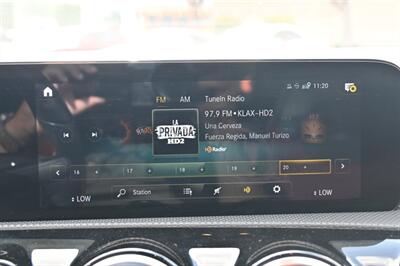 FM AM TuneIn Radio
11:20
97.9 FM • KLAX-HD2
LA
PRIVADA
HD2
Una Cerveza
Fuerza Regida, Manuel Turizo
HD Radio
16 17 18 19 20
Station
LOW
LOW